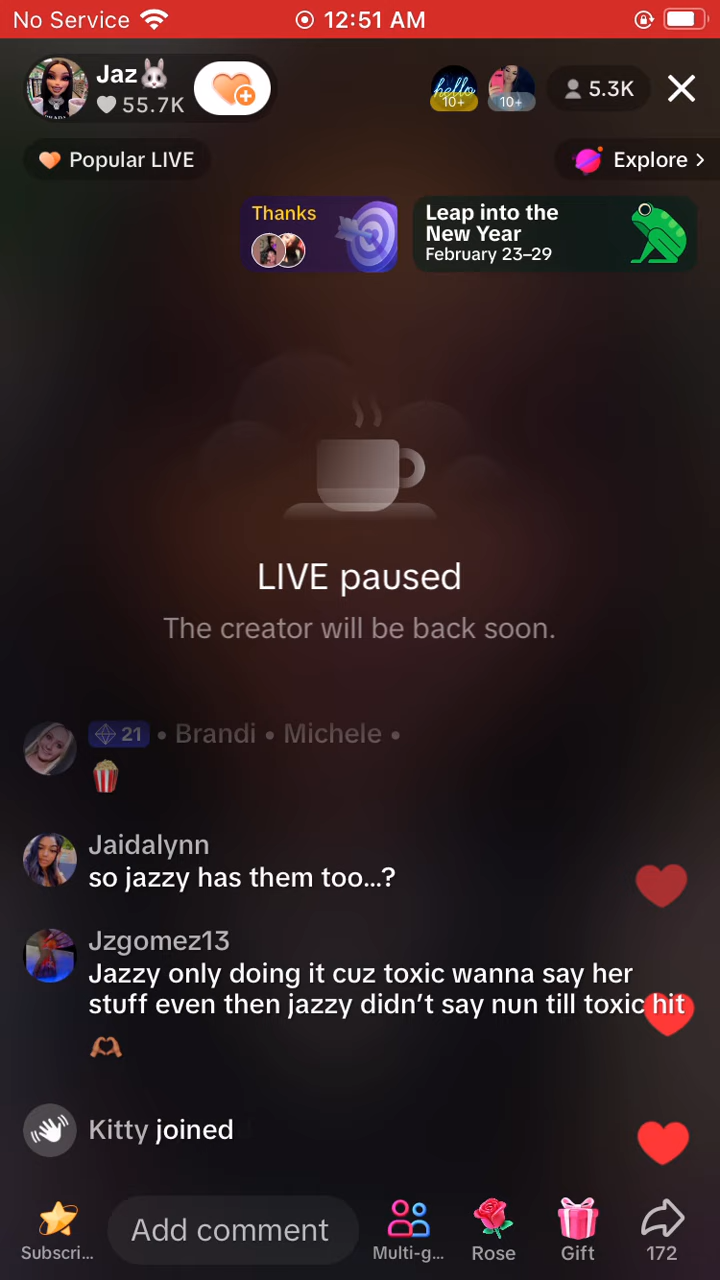 No Service 12:51 AM
Jaz🐰
55.7K
hello
10+
10+
5.3K
Popular LIVE
Explore >
Thanks
Leap into the
New Year
February 23–29
LIVE paused
The creator will be back soon.
21 • Brandi • Michele •
🍿
Jaidalynn
so jazzy has them too...?
Jzgomez13
Jazzy only doing it cuz toxic wanna say her
stuff even then jazzy didn't say nun till toxic hit
🫶🏽
Kitty joined
Subscri...
Add comment
Multi-g...
Rose
Gift
172